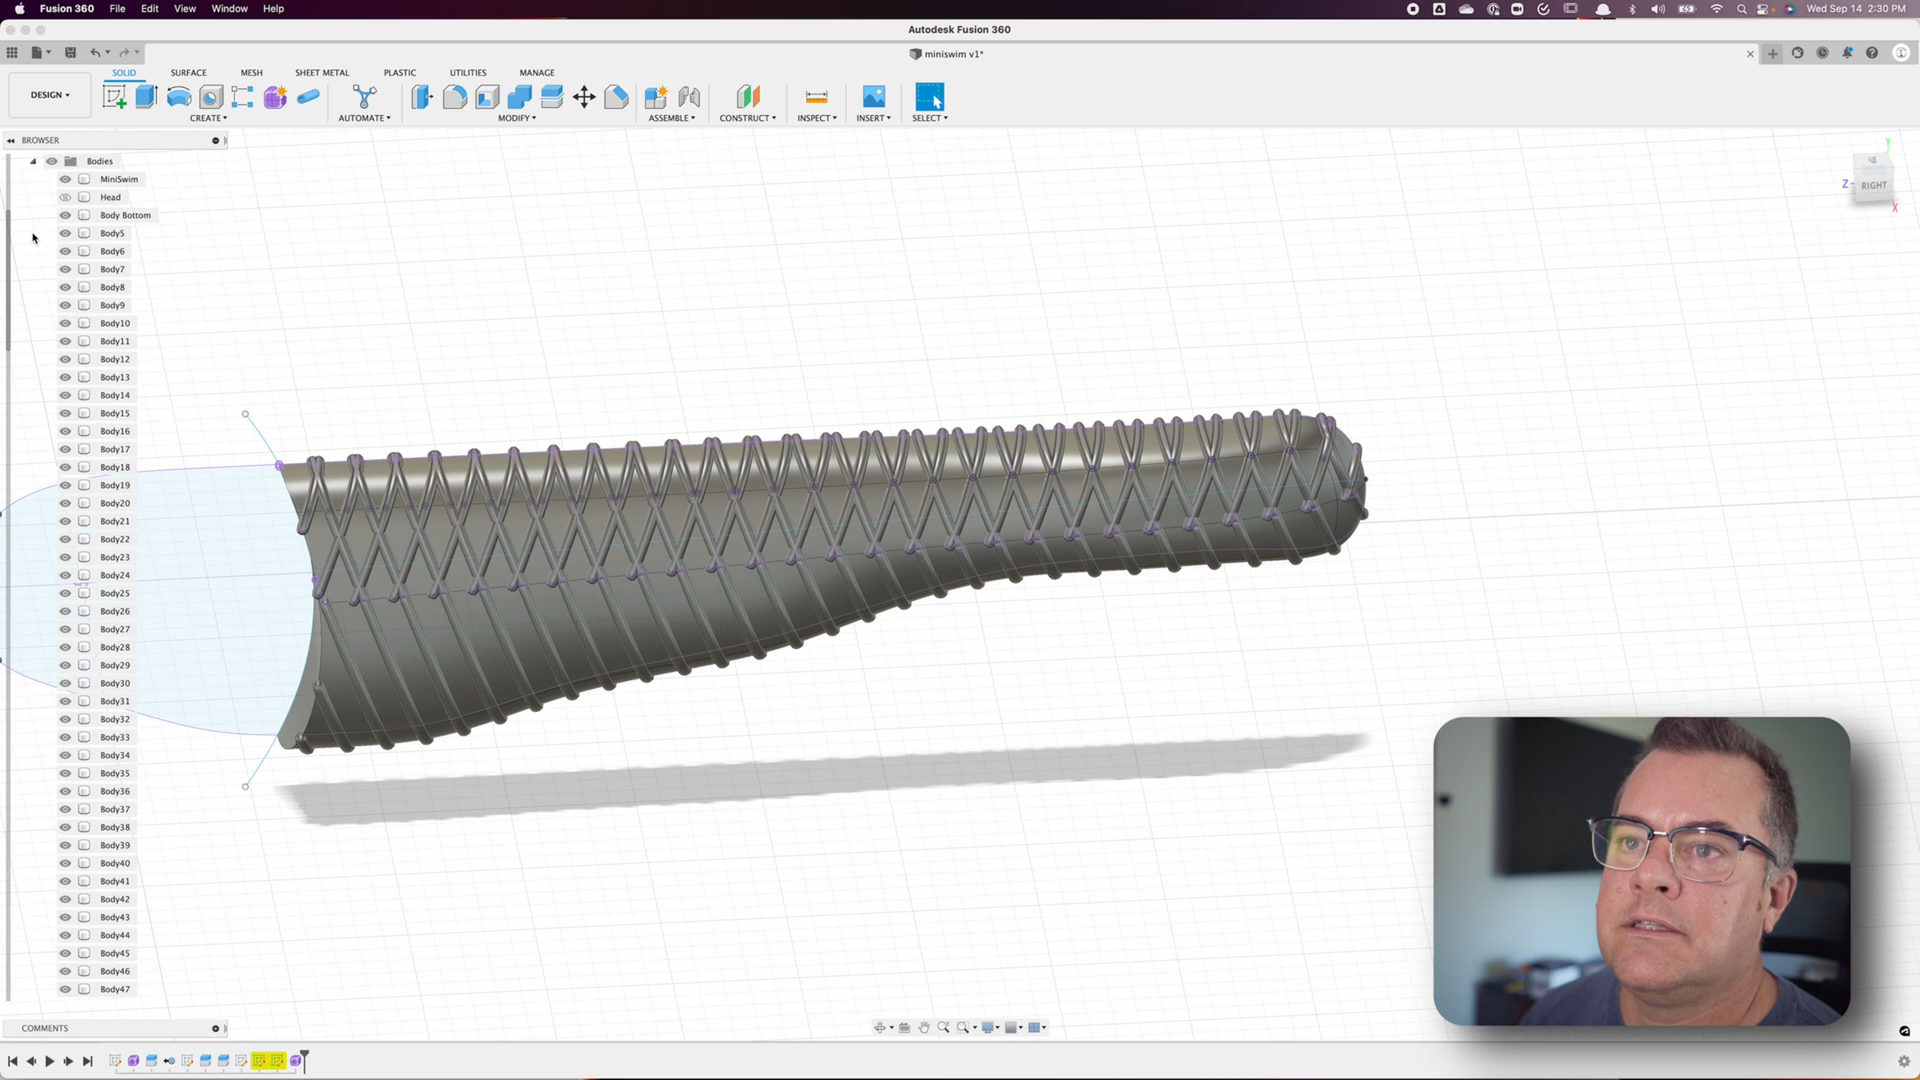 Fusion 360 File Edit View Window Help
Wed Sep 14 2:30 PM
Autodesk Fusion 360
miniswim v1*
SOLID SURFACE MESH SHEET METAL PLASTIC UTILITIES MANAGE
DESIGN
CREATE AUTOMATE MODIFY ASSEMBLE CONSTRUCT INSPECT INSERT SELECT
BROWSER
Bodies
MiniSwim
Head
Body Bottom
Body5
Body6
Body7
Body8
Body9
Body10
Body11
Body12
Body13
Body14
Body15
Body16
Body17
Body18
Body19
Body20
Body21
Body22
Body23
Body24
Body25
Body26
Body27
Body28
Body29
Body30
Body31
Body32
Body33
Body34
Body35
Body36
Body37
Body38
Body39
Body40
Body41
Body42
Body43
Body44
Body45
Body46
Body47
Y
Z
RIGHT
X
COMMENTS